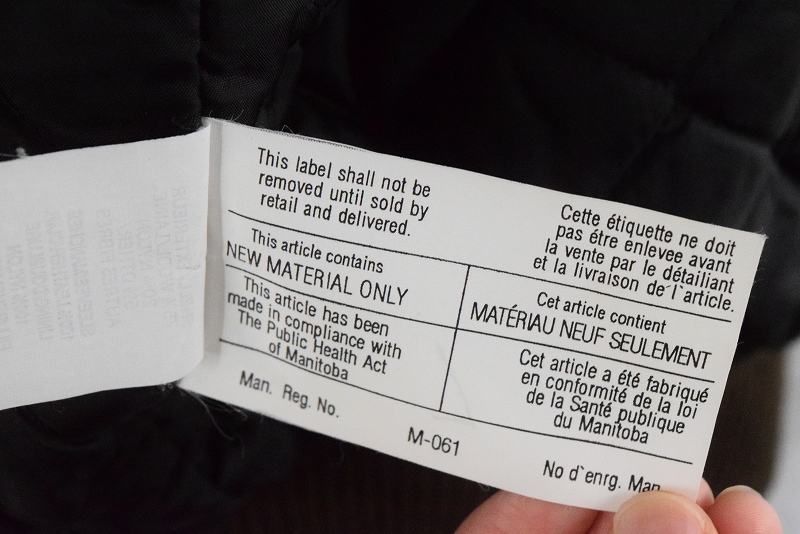 This label shall not be
removed until sold by
retail and delivered.
Cette étiquette ne doit
pas étre enlevee avant
la vente par le détailiant
et la livraison de l`article.
This article contains
NEW MATERIAL ONLY
Cet article contient
MATÉRIAU NEUF SEULEMENT
This article has been
made in compliance with
The Public Health Act
of Manitoba
Cet article a été fabriqué
en conformité de la loi
de la Santé publique
du Manitoba
Man. Reg. No.
M-061
No d`enrg. Man.